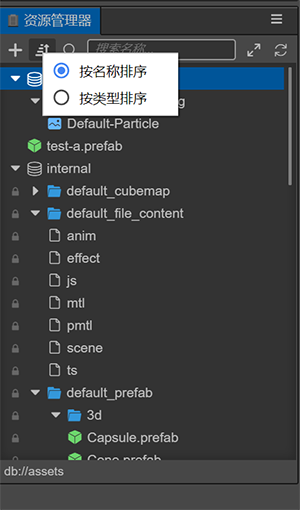 资源管理器
搜索名称...
按名称排序
按类型排序
g
Default-Particle
test-a.prefab
internal
default_cubemap
default_file_content
anim
effect
js
mtl
pmtl
scene
ts
default_prefab
3d
Capsule.prefab
Cone.prefab
db://assets